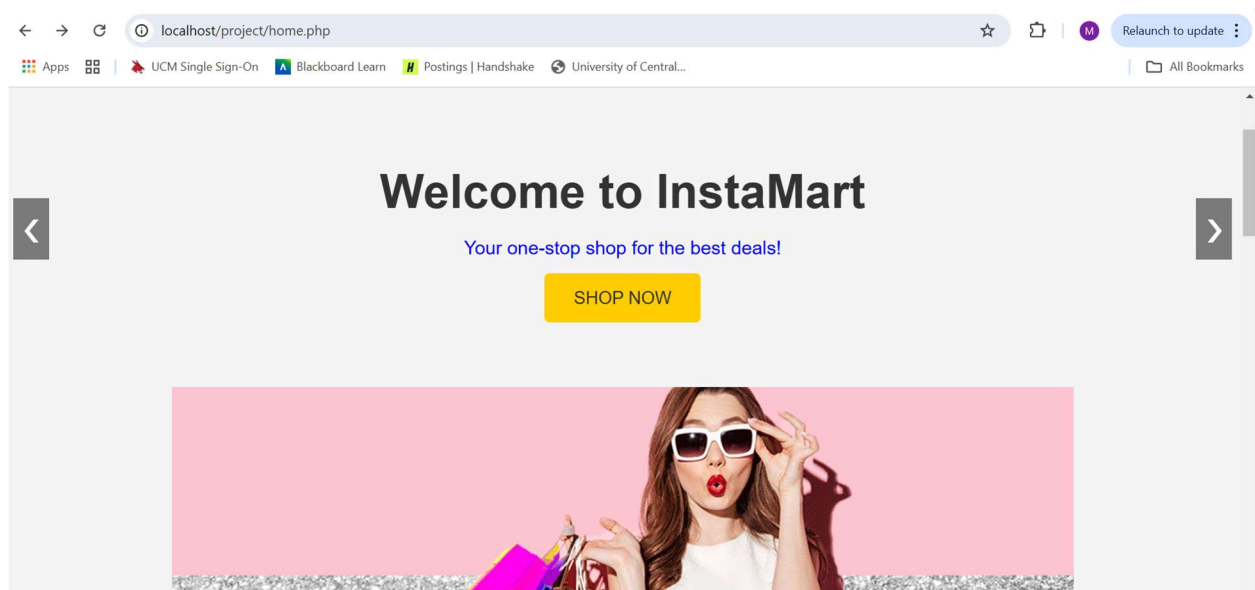 localhost/project/home.php
M
Relaunch to update
Apps
UCM Single Sign-On
Blackboard Learn
Postings | Handshake
University of Central...
All Bookmarks
Welcome to InstaMart
Your one-stop shop for the best deals!
SHOP NOW